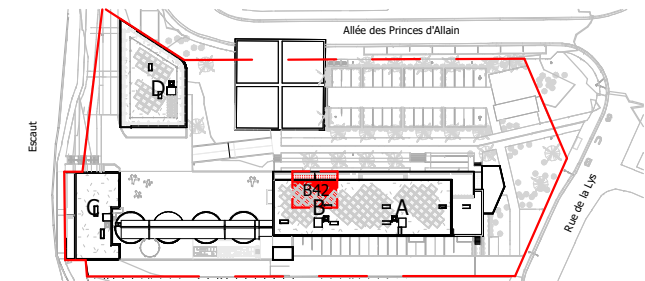 Allée des Princes d'Allain
D
Escaut
B42
C
B
A
Rue de la Lys